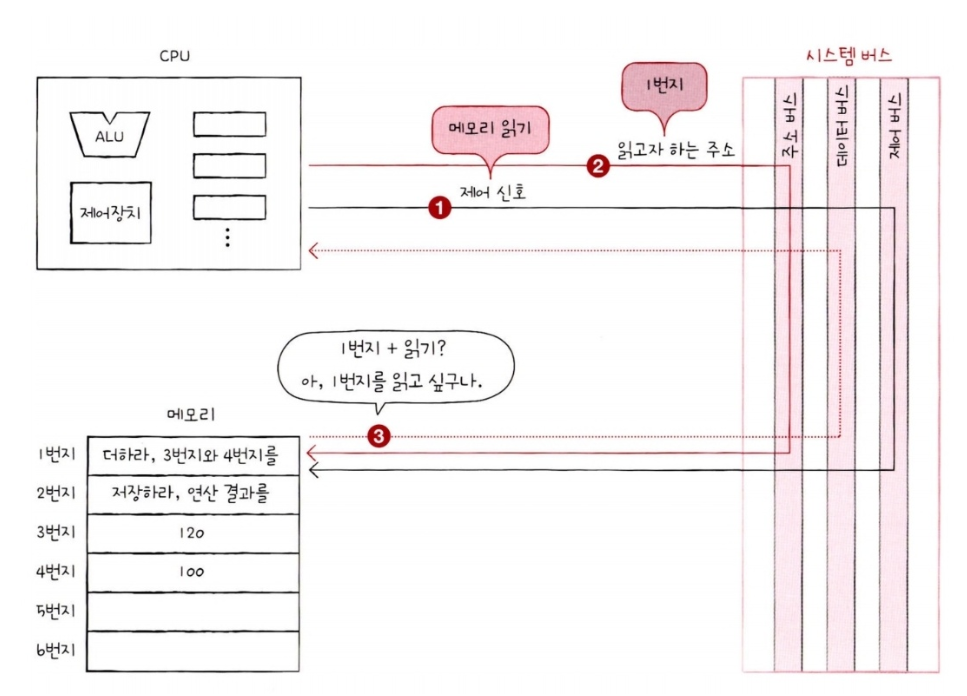 CPU
시스템 버스
ALU
제어장치
1번지
메모리 읽기
읽고자 하는 주소
2
제어 신호
1
주소 버스
데이터 버스
제어 버스
1번지 + 읽기?
아, 1번지를 읽고 싶구나.
3
메모리
1번지 더하라, 3번지와 4번지를
2번지 저장하라, 연산 결과를
3번지 120
4번지 100
5번지
6번지